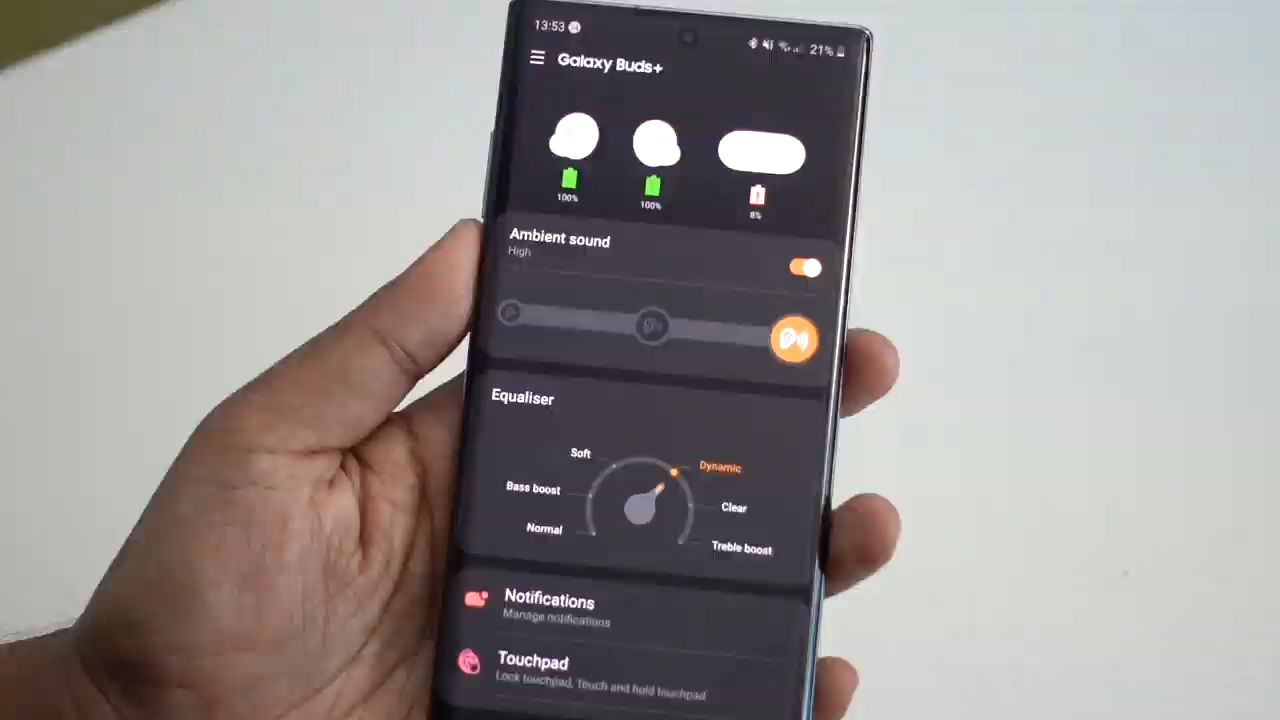 13:53 21%
Galaxy Buds+
100% 100% 8%
Ambient sound
High
Equaliser
Soft Dynamic
Bass boost Clear
Normal Treble boost
Notifications
Manage notifications
Touchpad
Lock touchpad, Touch and hold touchpad